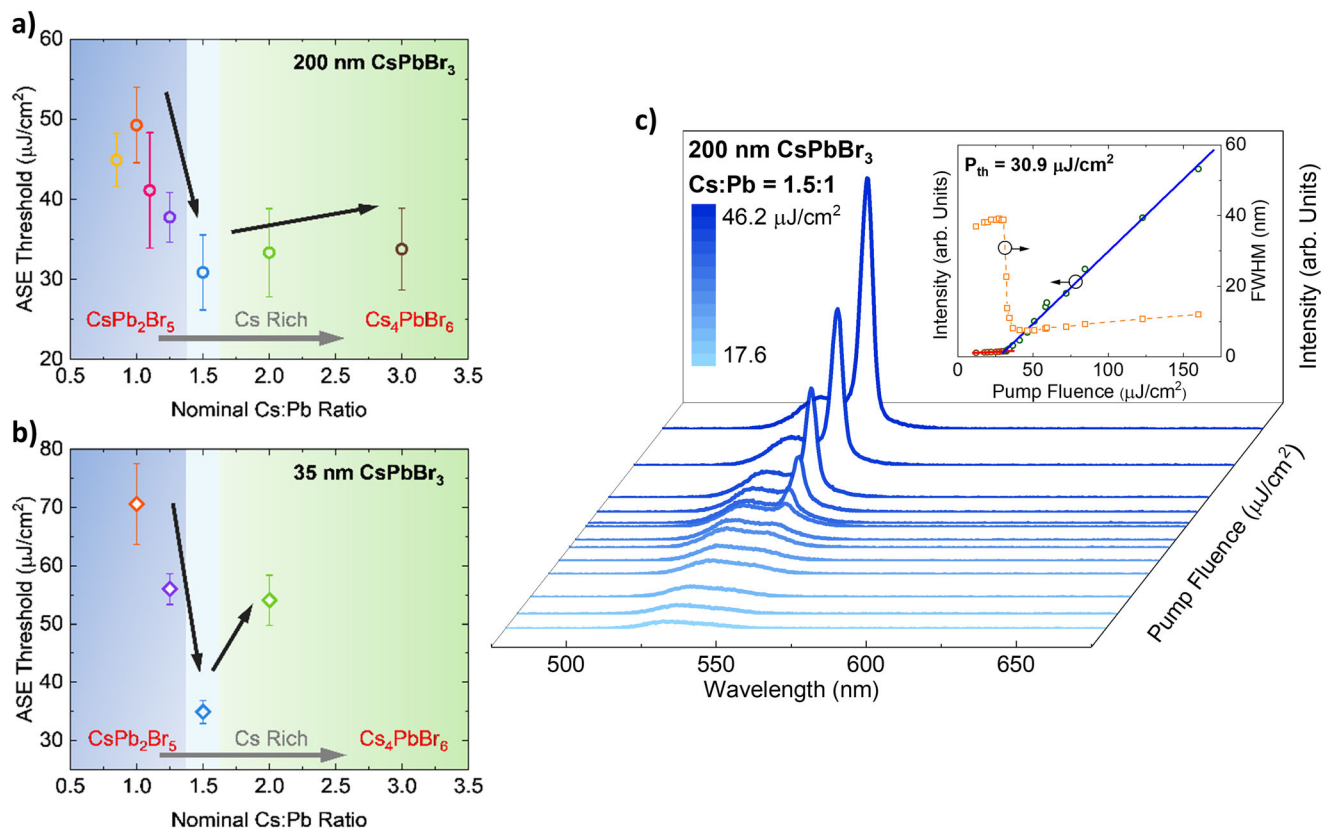 a)
200 nm CsPbBr₃
ASE Threshold (μJ/cm²)
60
50
40
30
20
CsPb₂Br₅
Cs Rich
Cs₄PbBr₆
0.5 1.0 1.5 2.0 2.5 3.0 3.5
Nominal Cs:Pb Ratio
b)
35 nm CsPbBr₃
ASE Threshold (μJ/cm²)
80
70
60
50
40
30
CsPb₂Br₅
Cs Rich
Cs₄PbBr₆
0.5 1.0 1.5 2.0 2.5 3.0 3.5
Nominal Cs:Pb Ratio
c)
200 nm CsPbBr₃
Cs:Pb = 1.5:1
46.2 μJ/cm²
17.6
Pth = 30.9 μJ/cm²
Intensity (arb. Units)
60
40
20
0
FWHM (nm)
0 50 100 150
Pump Fluence (μJ/cm²)
Intensity (arb. Units)
Pump Fluence (μJ/cm²)
500 550 600 650
Wavelength (nm)